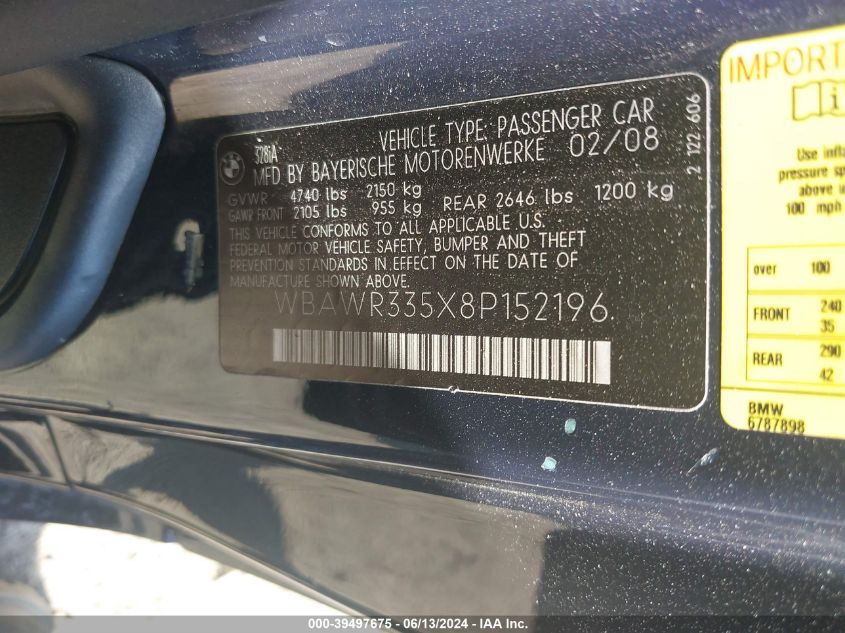 BMW
328iA
VEHICLE TYPE: PASSENGER CAR
MFD BY BAYERISCHE MOTORENWERKE 02/08
GVWR 4740 lbs 2150 kg
GAWR FRONT 2105 lbs 955 kg REAR 2646 lbs 1200 kg
THIS VEHICLE CONFORMS TO ALL APPLICABLE U.S.
FEDERAL MOTOR VEHICLE SAFETY, BUMPER AND THEFT
PREVENTION STANDARDS IN EFFECT ON THE DATE OF
MANUFACTURE SHOWN ABOVE.
WBAWR335X8P152196
2 122 606
IMPORT
i
Use infla
pressure sp
above u
100 mph
over 100
FRONT 240
35
REAR 290
42
BMW
6787898
000-39497675 - 06/13/2024 - IAA Inc.